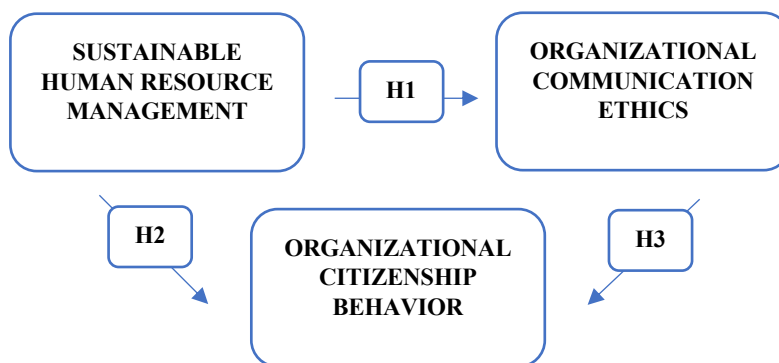 SUSTAINABLE
HUMAN RESOURCE
MANAGEMENT
H1
ORGANIZATIONAL
COMMUNICATION
ETHICS
H2
ORGANIZATIONAL
CITIZENSHIP
BEHAVIOR
H3